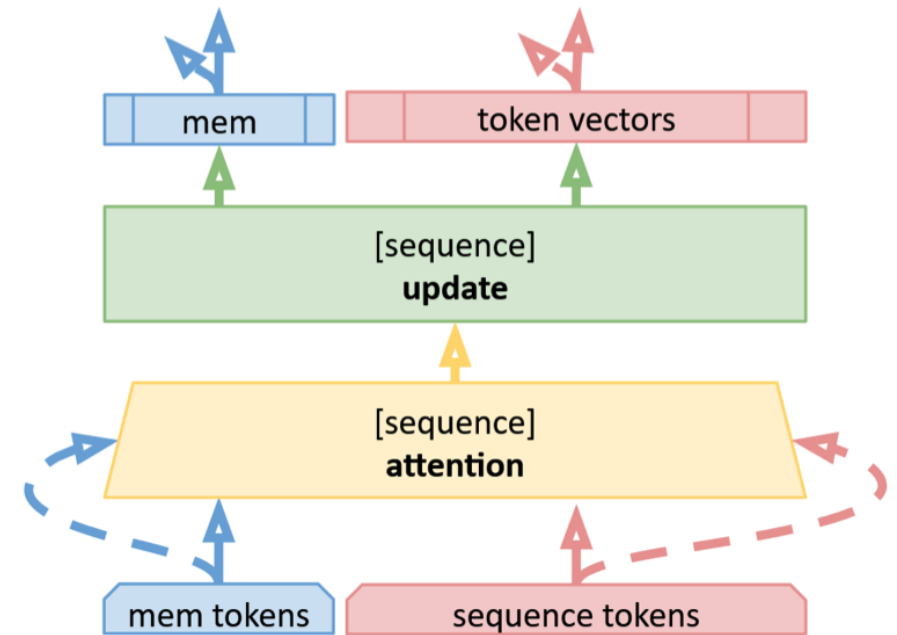 mem
token vectors
[sequence]
update
[sequence]
attention
mem tokens
sequence tokens